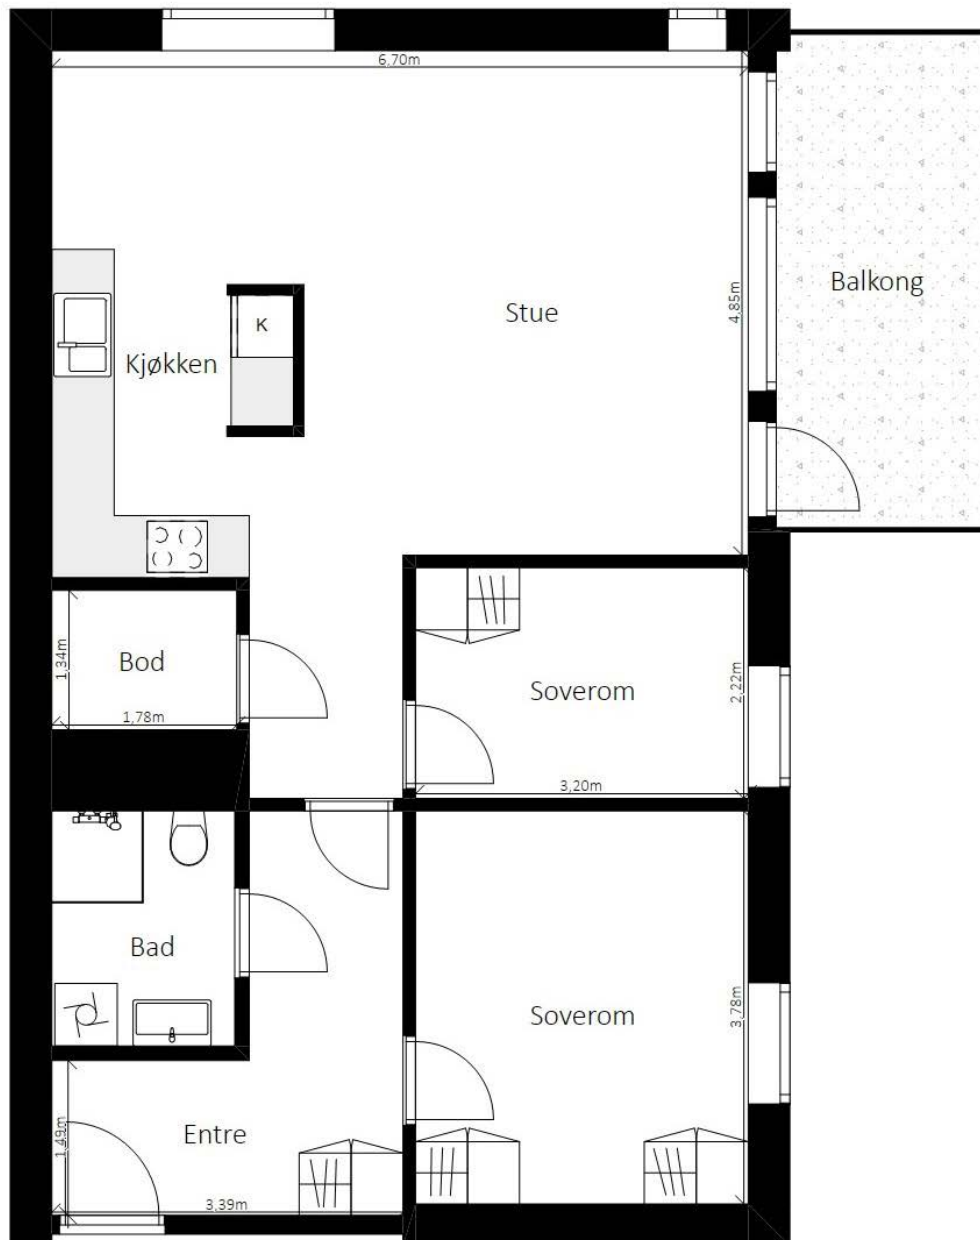 6,70m
Balkong
4,85m
Stue
K
Kjøkken
1,34m
Bod
1,78m
Soverom
2,22m
3,20m
Bad
3,78m
Soverom
1,49m
Entre
3,39m